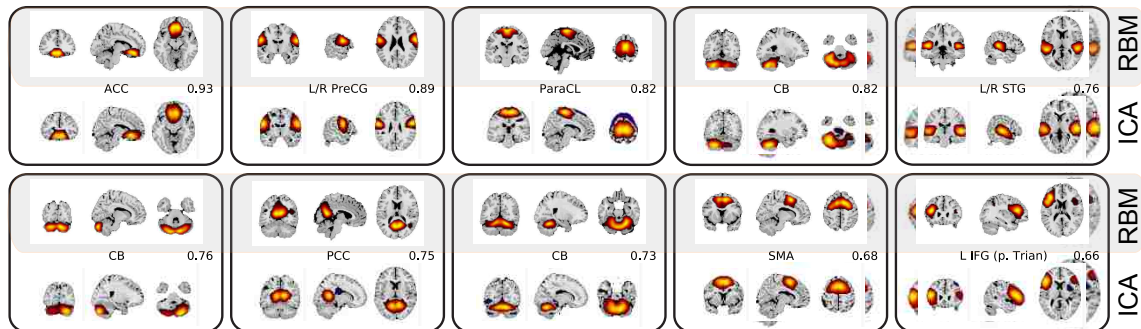 RBM
ACC 0.93
L/R PreCG 0.89
ParaCL 0.82
CB 0.82
L/R STG 0.76
ICA
RBM
CB 0.76
PCC 0.75
CB 0.73
SMA 0.68
L IFG (p. Trian) 0.66
ICA